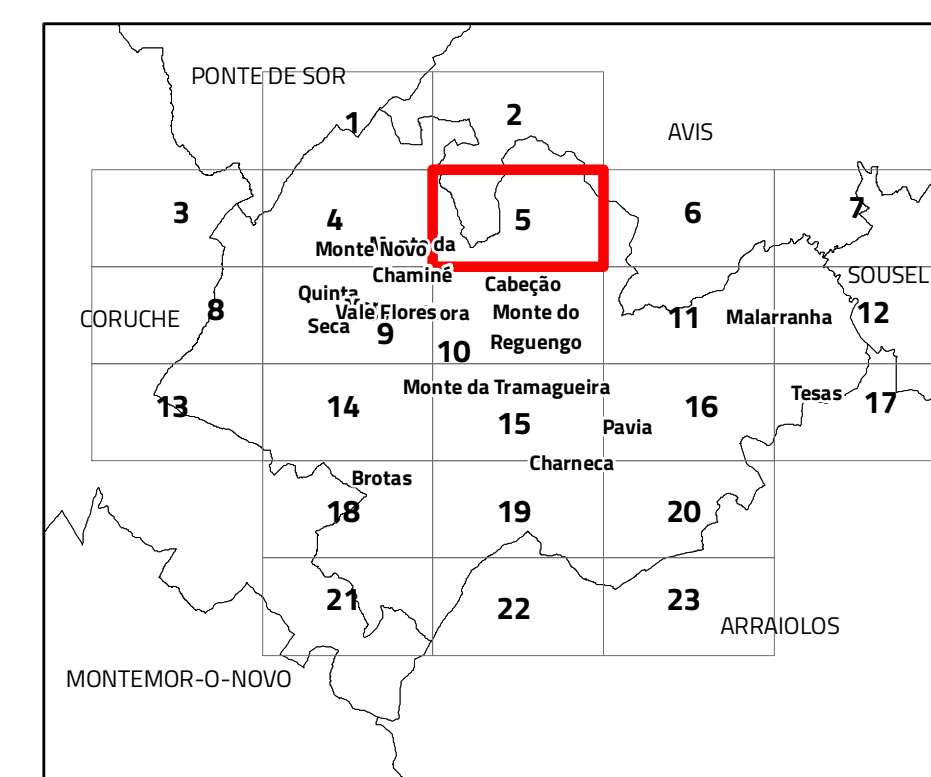 PONTE DE SOR
1
2
AVIS
3
4
5
6
7
Monte Novo
da
Chaminé
Cabeção
SOUSEL
Quinta
Seca
Vale Flores
ora
Monte do
Reguengo
CORUCHE
8
9
10
11
Malarranha
12
Monte da Tramagueira
Tesas
13
14
15
16
17
Pavia
Charneca
Brotas
18
19
20
21
22
23
ARRAIOLOS
MONTEMOR-O-NOVO